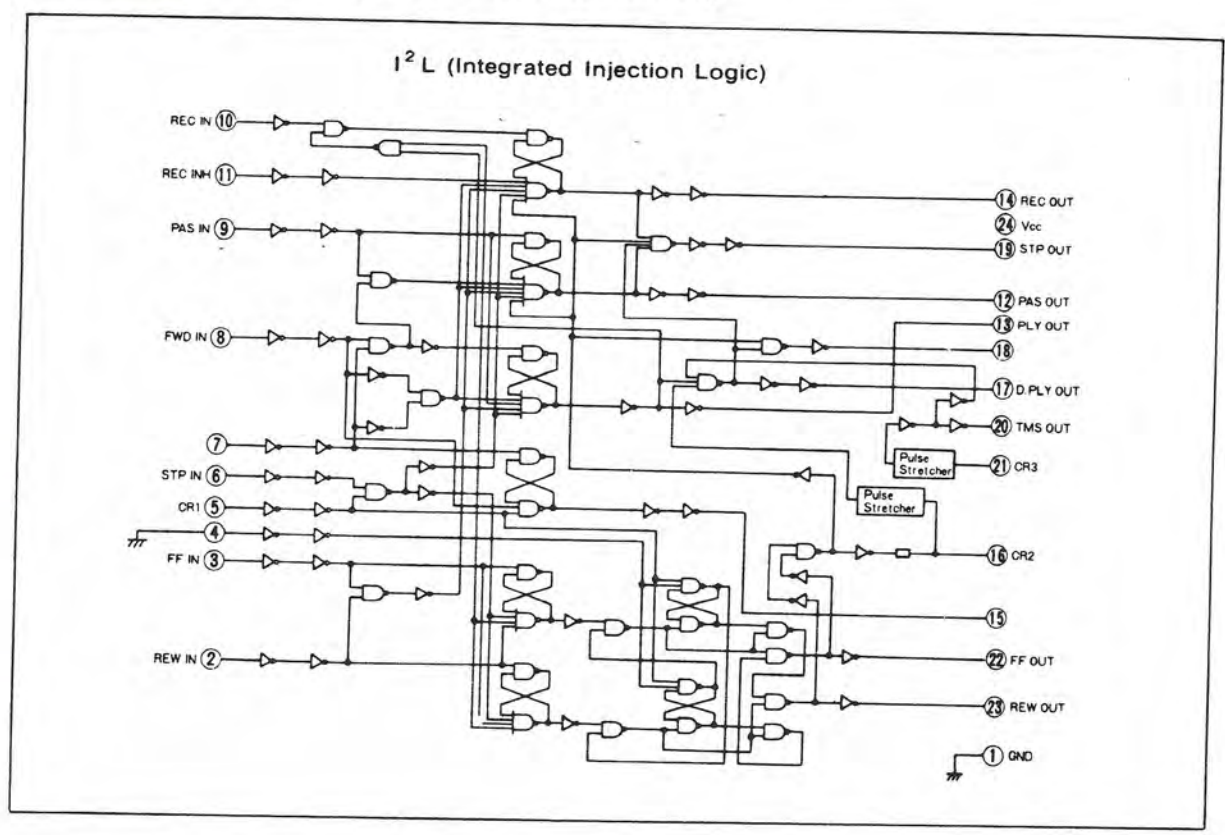 I² L (Integrated Injection Logic)
REC IN 10
REC INH 11
PAS IN 9
FWD IN 8
7
STP IN 6
CR1 5
4
FF IN 3
REW IN 2
14 REC OUT
24 Vcc
19 STP OUT
12 PAS OUT
13 PLY OUT
18
17 D.PLY OUT
20 TMS OUT
21 CR3
Pulse
Stretcher
Pulse
Stretcher
16 CR2
15
22 FF OUT
23 REW OUT
1 GND